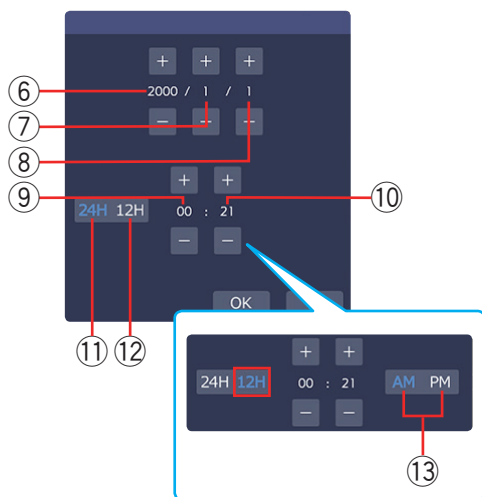 + + +
⑥ 2000 / 1 / 1
⑦ − − −
⑧
⑨ + + ⑩
24H 12H 00 : 21
− −
⑪ ⑫
OK
+ +
24H 12H 00 : 21 AM PM
− −
⑬